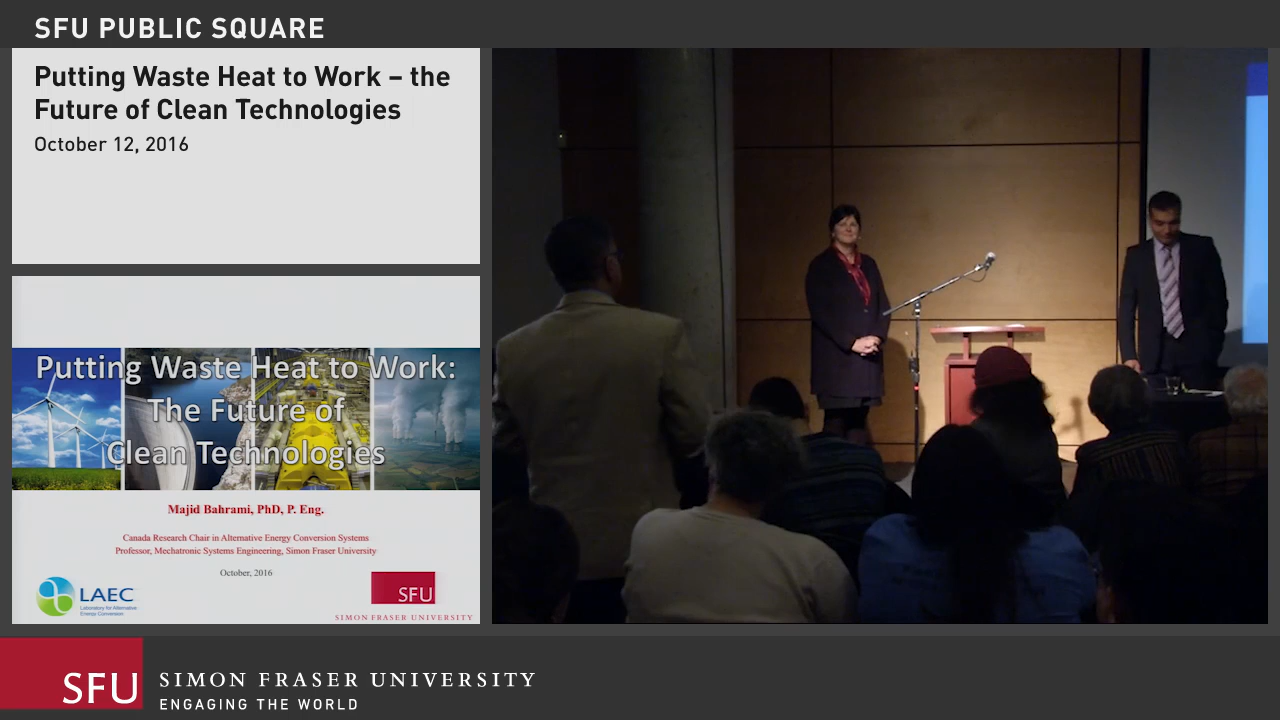 SFU PUBLIC SQUARE
Putting Waste Heat to Work – the
Future of Clean Technologies
October 12, 2016
Putting Waste Heat to Work:
The Future of
Clean Technologies
Majid Bahrami, PhD, P. Eng.
Canada Research Chair in Alternative Energy Conversion Systems
Professor, Mechatronic Systems Engineering, Simon Fraser University
October, 2016
LAEC
Laboratory for Alternative
Energy Conversion
SFU
SIMON FRASER UNIVERSITY
SFU
SIMON FRASER UNIVERSITY
ENGAGING THE WORLD